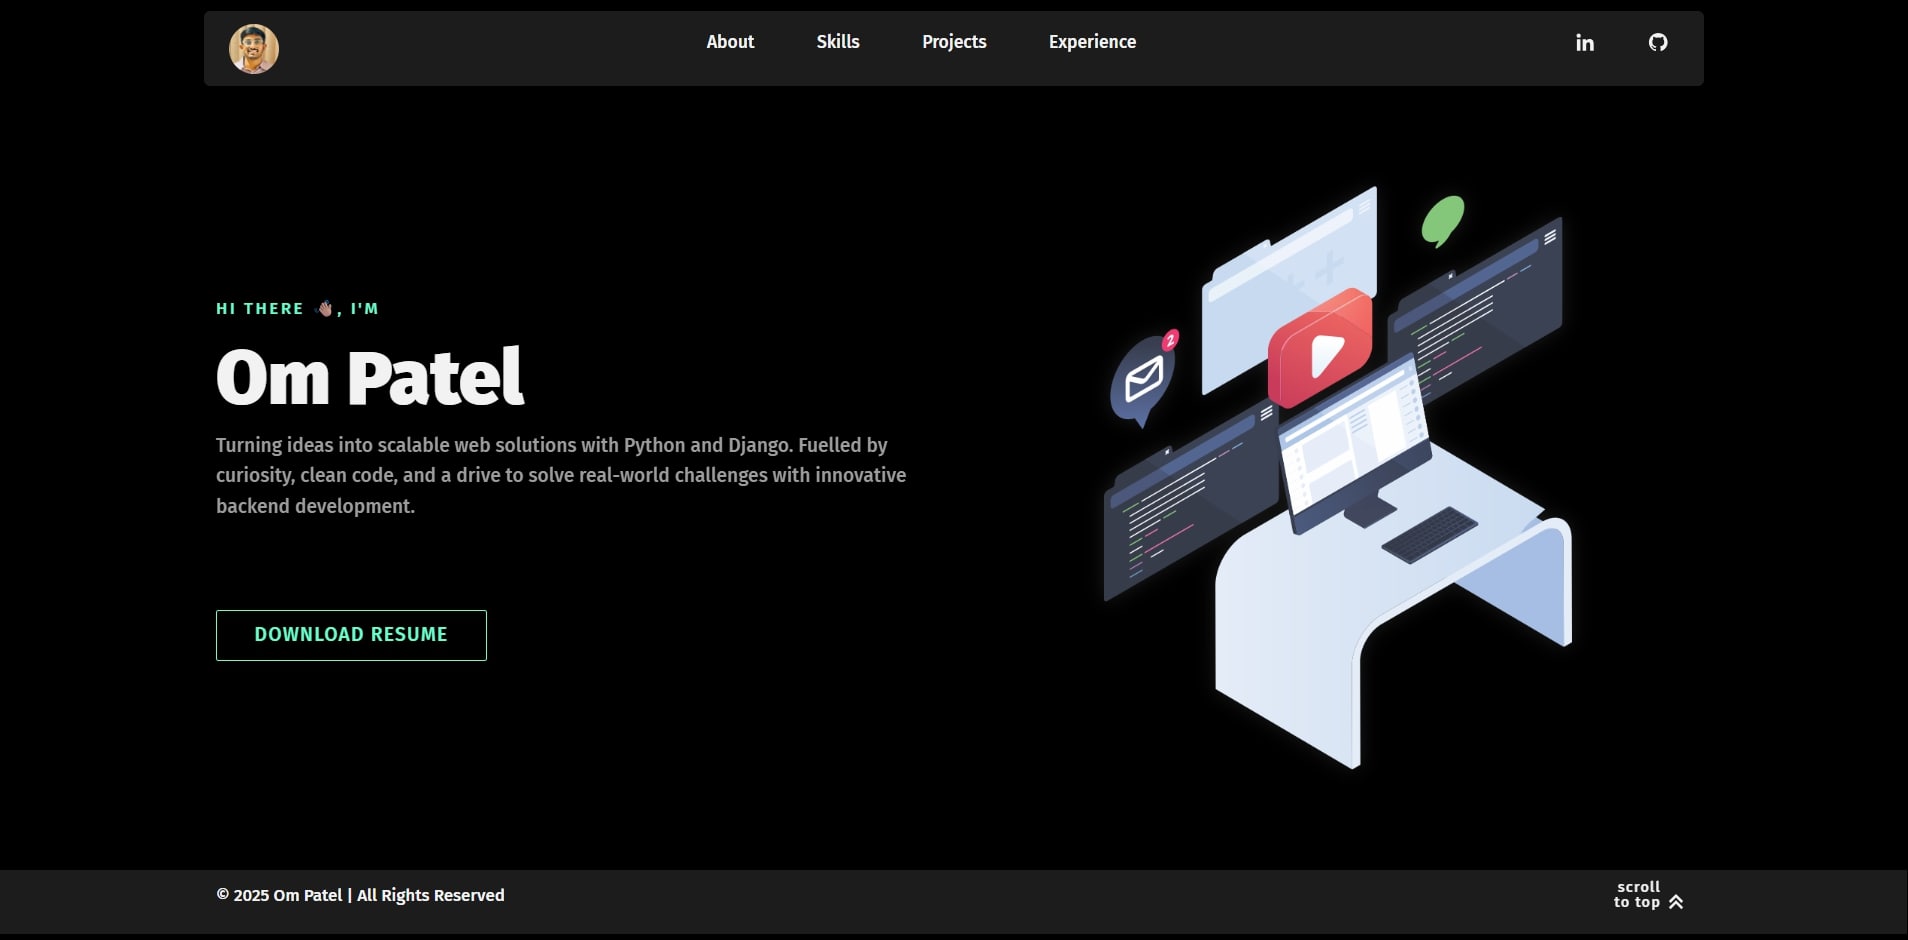 About Skills Projects Experience
HI THERE 👋🏽, I'M
Om Patel
Turning ideas into scalable web solutions with Python and Django. Fuelled by
curiosity, clean code, and a drive to solve real-world challenges with innovative
backend development.
DOWNLOAD RESUME
2
© 2025 Om Patel | All Rights Reserved
scroll
to top